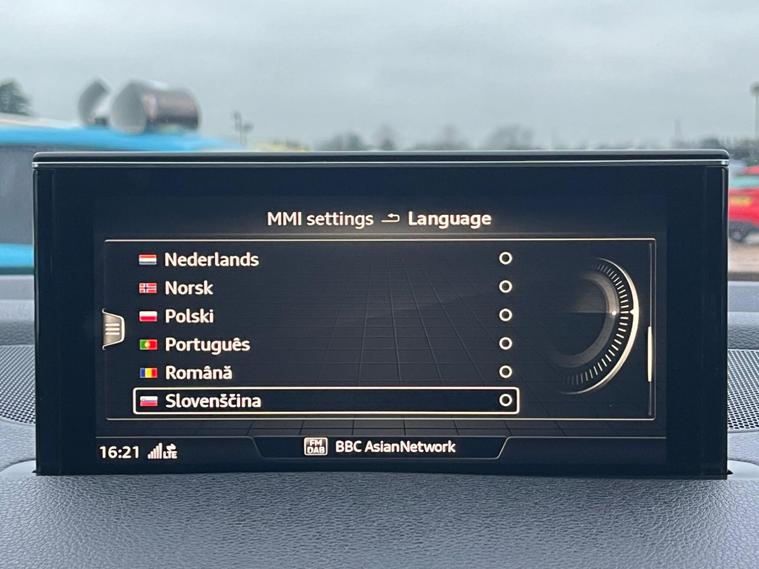 MMI settings Language
Nederlands
Norsk
Polski
Português
Română
Slovenščina
16:21 LTE FM DAB BBC AsianNetwork